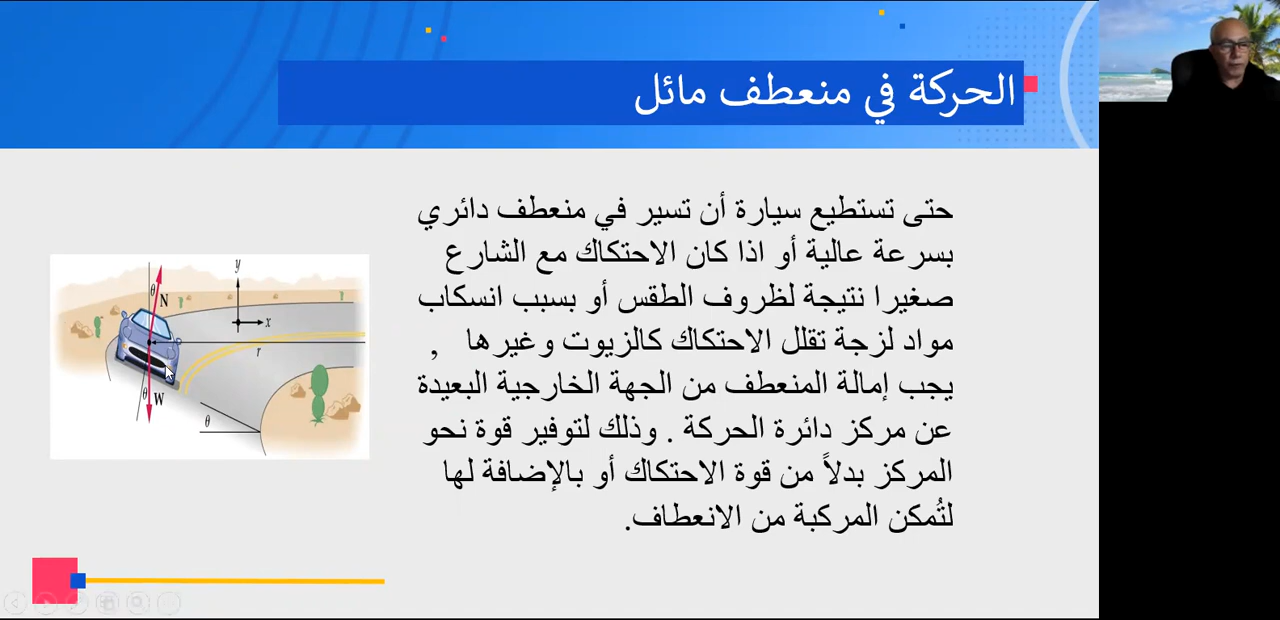 الحركة في منعطف مائل
حتى تستطيع سيارة أن تسير في منعطف دائري
بسرعة عالية أو اذا كان الاحتكاك مع الشارع
صغيرا نتيجة لظروف الطقس أو بسبب انسكاب
مواد لزجة تقلل الاحتكاك كالزيوت وغيرها ,
يجب إمالة المنعطف من الجهة الخارجية البعيدة
عن مركز دائرة الحركة . وذلك لتوفير قوة نحو
المركز بدلاً من قوة الاحتكاك أو بالإضافة لها
لتُمكن المركبة من الانعطاف.
y
θ
N
x
r
θ
W
θ